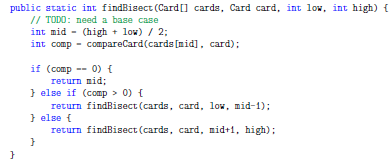 public static int findBisect(Card[] cards, Card card, int low, int high) {
// TODO: need a base case
int mid = (high + low) / 2;
int comp = compareCard(cards[mid], card);
if (comp == 0) {
return mid;
} else if (comp > 0) {
return findBisect(cards, card, low, mid-1);
} else {
return findBisect(cards, card, mid+1, high);
}
}